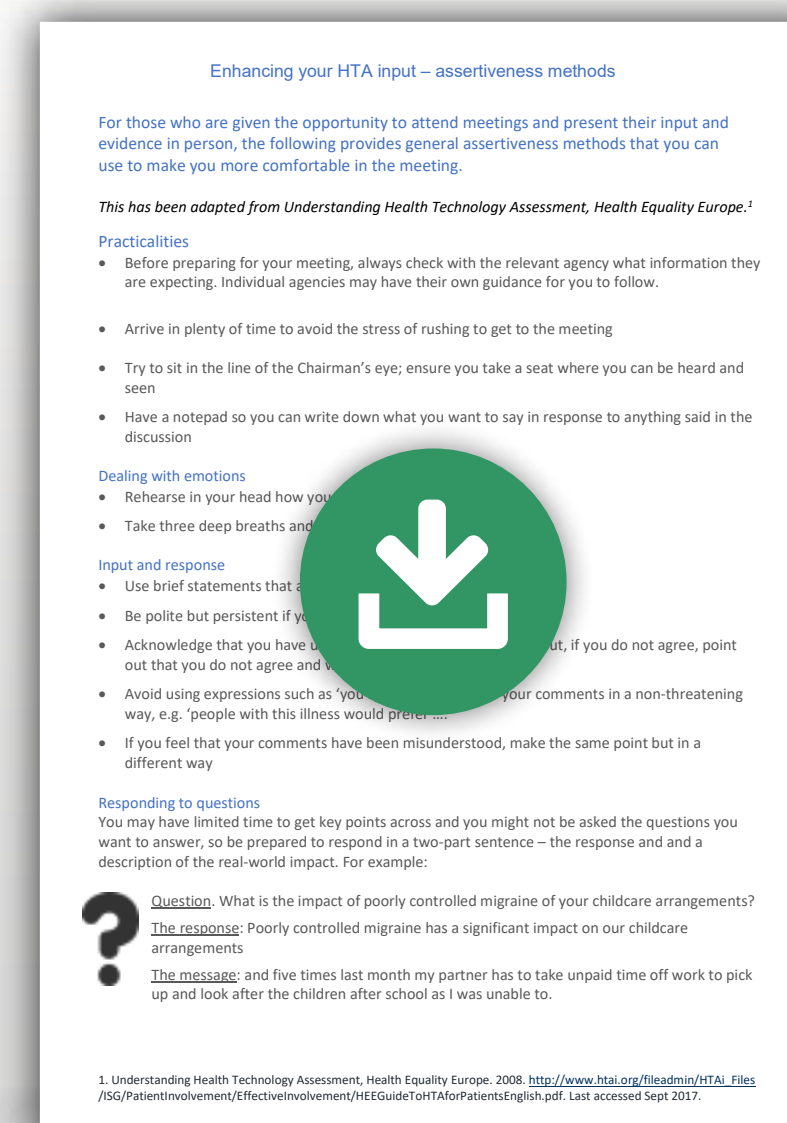 Enhancing your HTA input – assertiveness methods
For those who are given the opportunity to attend meetings and present their input and
evidence in person, the following provides general assertiveness methods that you can
use to make you more comfortable in the meeting.
This has been adapted from Understanding Health Technology Assessment, Health Equality Europe.1
Practicalities
• Before preparing for your meeting, always check with the relevant agency what information they
are expecting. Individual agencies may have their own guidance for you to follow.
• Arrive in plenty of time to avoid the stress of rushing to get to the meeting
• Try to sit in the line of the Chairman’s eye; ensure you take a seat where you can be heard and
seen
• Have a notepad so you can write down what you want to say in response to anything said in the
discussion
Dealing with emotions
• Rehearse in your head how you
• Take three deep breaths and
Input and response
• Use brief statements that
• Be polite but persistent if
• Acknowledge that you have if you do not agree, point
out that you do not agree and
• Avoid using expressions such as ‘you your comments in a non-threatening
way, e.g. ‘people with this illness would prefer’....
• If you feel that your comments have been misunderstood, make the same point but in a
different way
Responding to questions
You may have limited time to get key points across and you might not be asked the questions you
want to answer, so be prepared to respond in a two-part sentence – the response and and a
description of the real-world impact. For example:
Question. What is the impact of poorly controlled migraine of your childcare arrangements?
The response: Poorly controlled migraine has a significant impact on our childcare
arrangements
The message: and five times last month my partner has to take unpaid time off work to pick
up and look after the children after school as I was unable to.
1. Understanding Health Technology Assessment, Health Equality Europe. 2008. http://www.htai.org/fileadmin/HTAi_Files
/ISG/PatientInvolvement/EffectiveInvolvement/HEEGuideToHTAforPatientsEnglish.pdf. Last accessed Sept 2017.